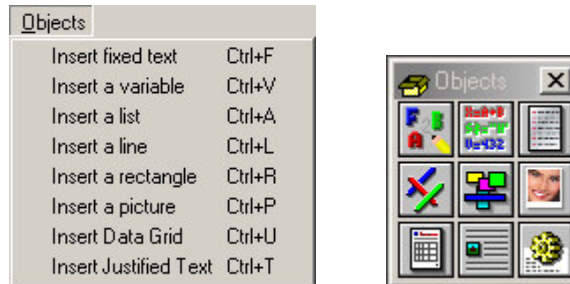 Objects
Insert fixed text Ctrl+F
Insert a variable Ctrl+V
Insert a list Ctrl+A
Insert a line Ctrl+L
Insert a rectangle Ctrl+R
Insert a picture Ctrl+P
Insert Data Grid Ctrl+U
Insert Justified Text Ctrl+T
Objects
F B
A
X=A+B
U=432